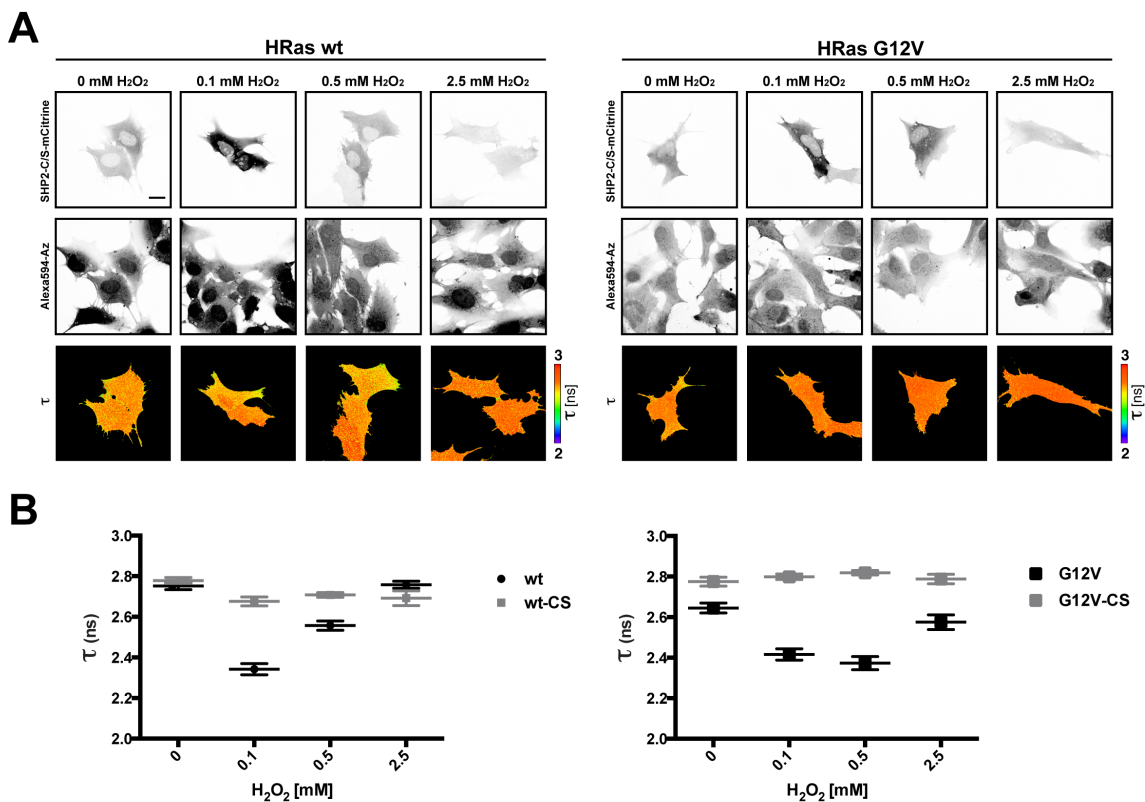 A
HRas wt
HRas G12V
0 mM H₂O₂ 0.1 mM H₂O₂ 0.5 mM H₂O₂ 2.5 mM H₂O₂
0 mM H₂O₂ 0.1 mM H₂O₂ 0.5 mM H₂O₂ 2.5 mM H₂O₂
SHP2-C/S-mCitrine
SHP2-C/S-mCitrine
Alexa594-Az
Alexa594-Az
τ
3
τ [ns]
2
τ
3
τ [ns]
2
B
3.0
2.8
2.6
2.4
2.2
2.0
τ (ns)
0 0.1 0.5 2.5
H₂O₂ [mM]
wt
wt-CS
3.0
2.8
2.6
2.4
2.2
2.0
τ (ns)
0 0.1 0.5 2.5
H₂O₂ [mM]
G12V
G12V-CS